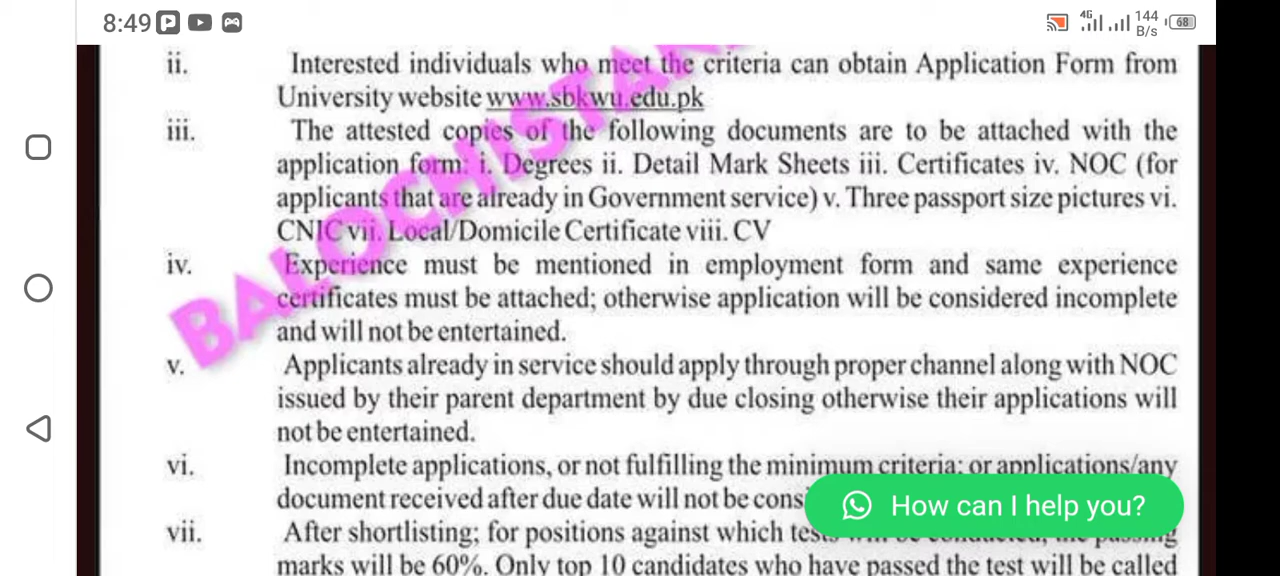 8:49
4G 144 B/s 68
ii. Interested individuals who meet the criteria can obtain Application Form from
University website www.sbkwu.edu.pk
iii. The attested copies of the following documents are to be attached with the
application form: i. Degrees ii. Detail Mark Sheets iii. Certificates iv. NOC (for
applicants that are already in Government service) v. Three passport size pictures vi.
CNIC vii. Local/Domicile Certificate viii. CV
iv. Experience must be mentioned in employment form and same experience
certificates must be attached; otherwise application will be considered incomplete
and will not be entertained.
v. Applicants already in service should apply through proper channel along with NOC
issued by their parent department by due closing otherwise their applications will
not be entertained.
vi. Incomplete applications, or not fulfilling the minimum criteria; or applications/any
document received after due date will not be cons
How can I help you?
vii. After shortlisting; for positions against which tests will be conducted, the passing
marks will be 60%. Only top 10 candidates who have passed the test will be called
BALOCHISTAN